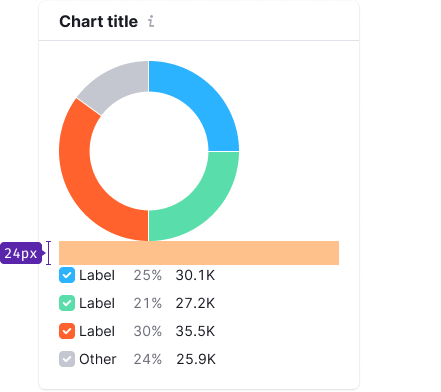 Chart title
24px
Label 25% 30.1K
Label 21% 27.2K
Label 30% 35.5K
Other 24% 25.9K